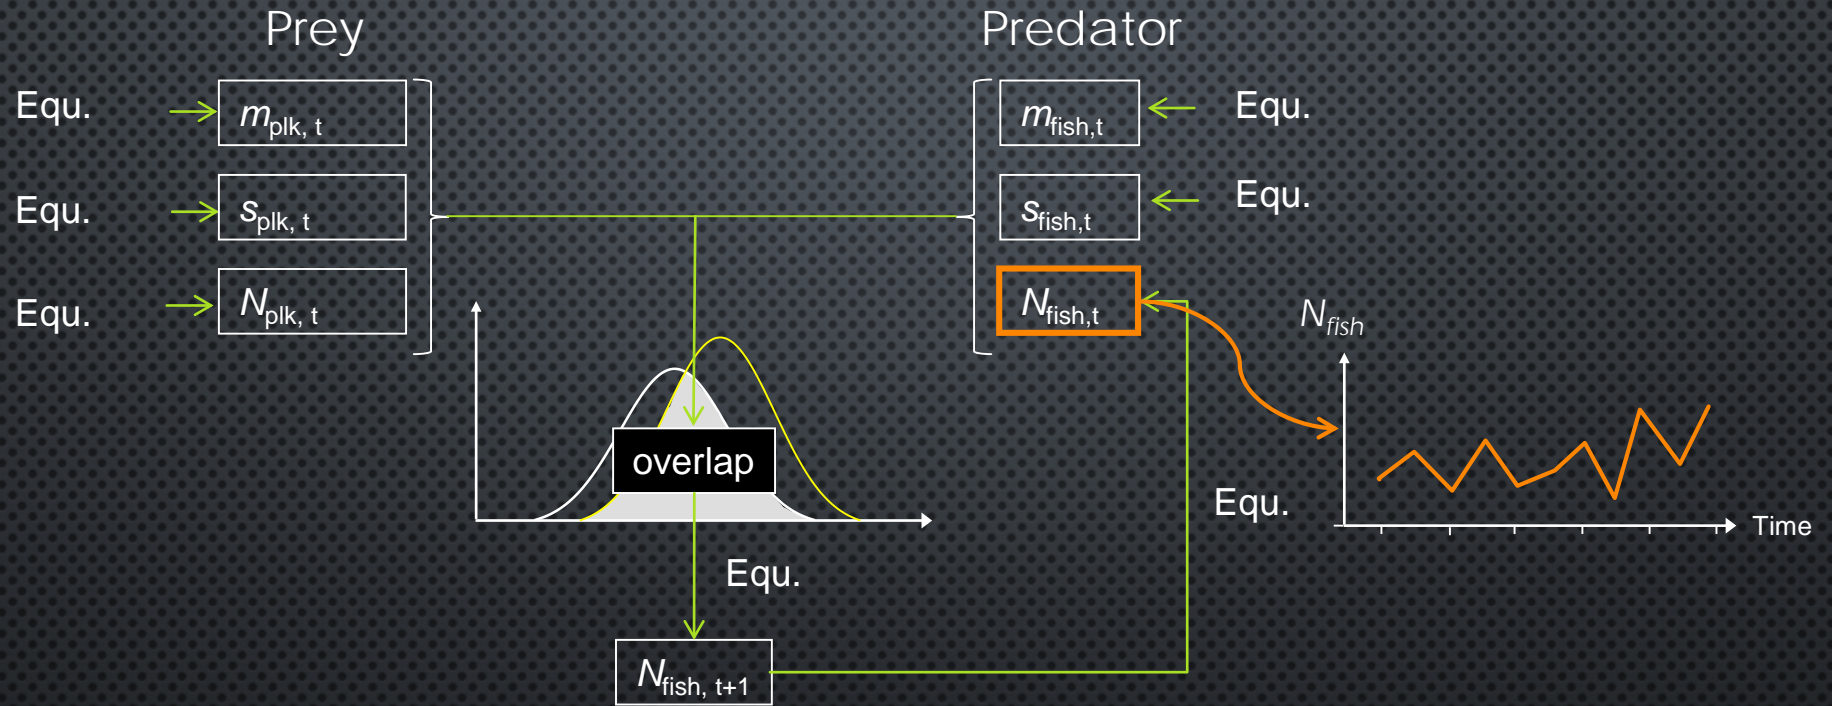 Prey
Predator
Equ.
m plk, t
m fish,t
Equ.
Equ.
s plk, t
s fish,t
Equ.
Equ.
N plk, t
N fish,t
N fish
overlap
Equ.
Time
Equ.
N fish, t+1